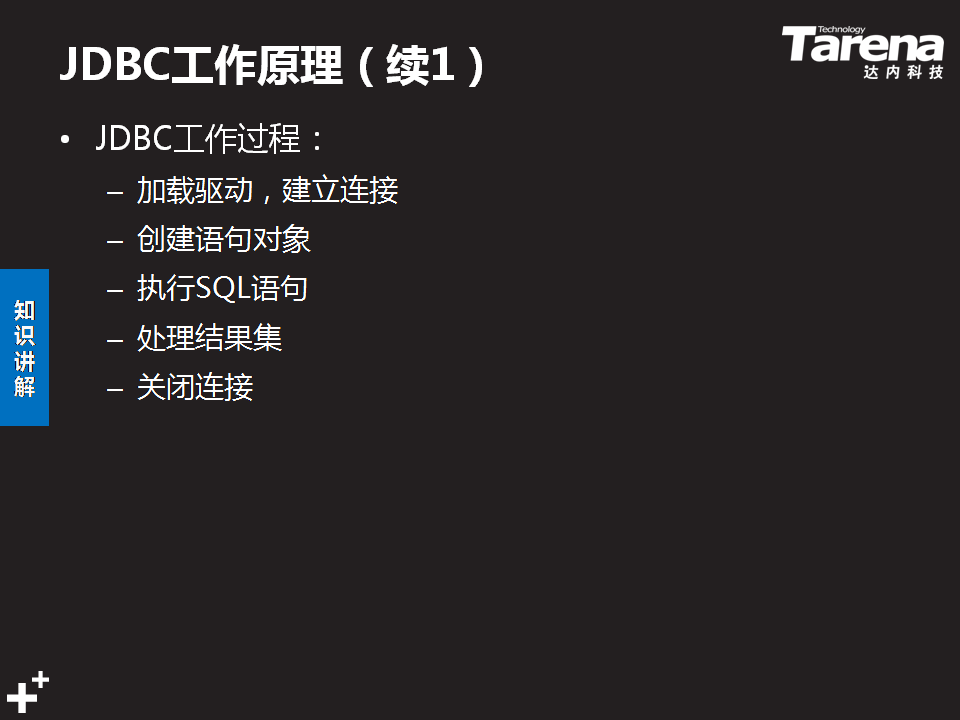 JDBC工作原理（续1）
Technology
Tarena
达内科技
• JDBC工作过程：
– 加载驱动，建立连接
– 创建语句对象
– 执行SQL语句
– 处理结果集
– 关闭连接
知识讲解